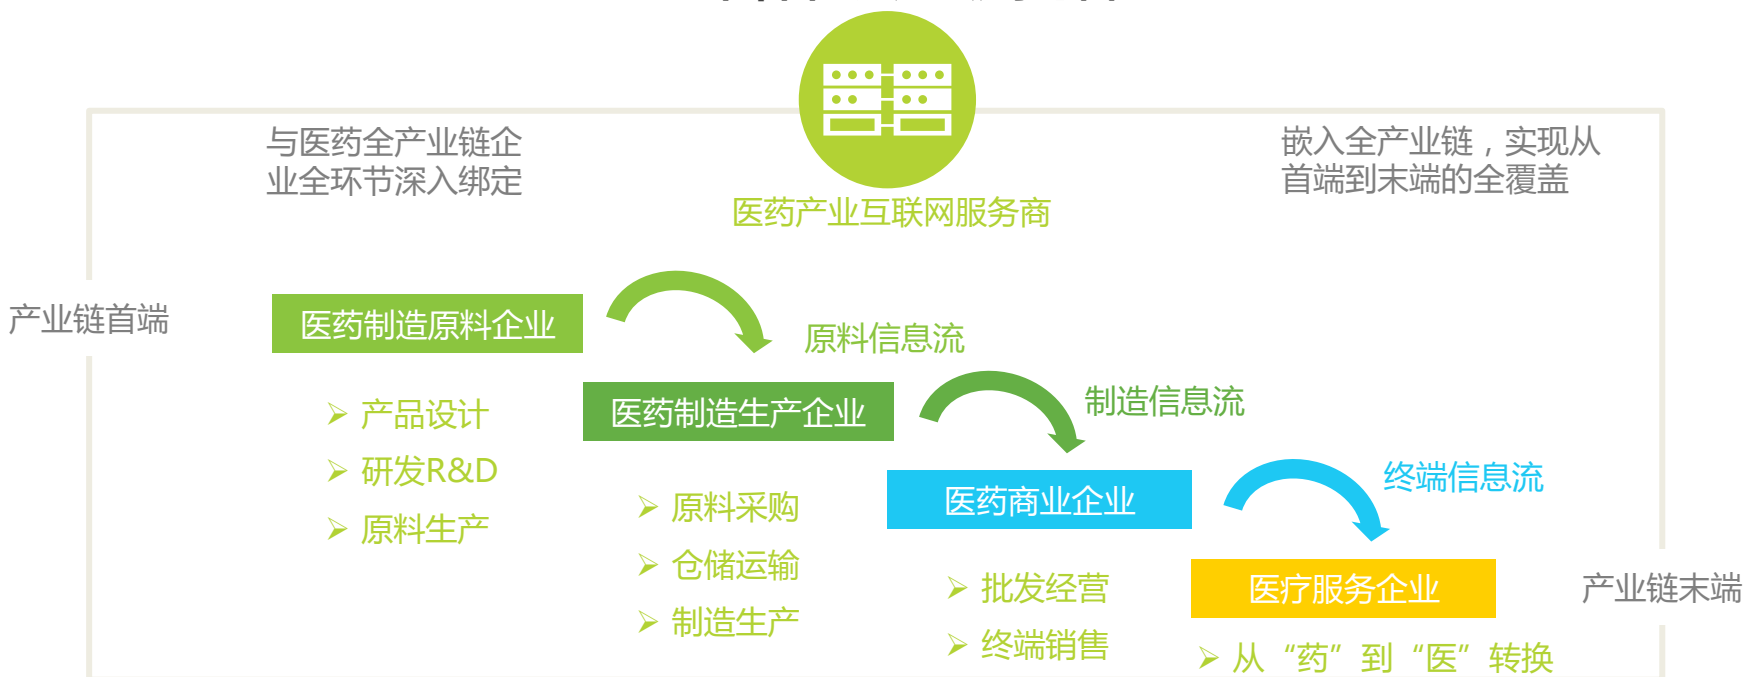 与医药全产业链企
业全环节深入绑定
嵌入全产业链，实现从
首端到末端的全覆盖
医药产业互联网服务商
产业链首端
医药制造原料企业
原料信息流
产品设计
研发R&D
原料生产
医药制造生产企业
制造信息流
原料采购
仓储运输
制造生产
医药商业企业
终端信息流
批发经营
终端销售
医疗服务企业
产业链末端
从“药”到“医”转换